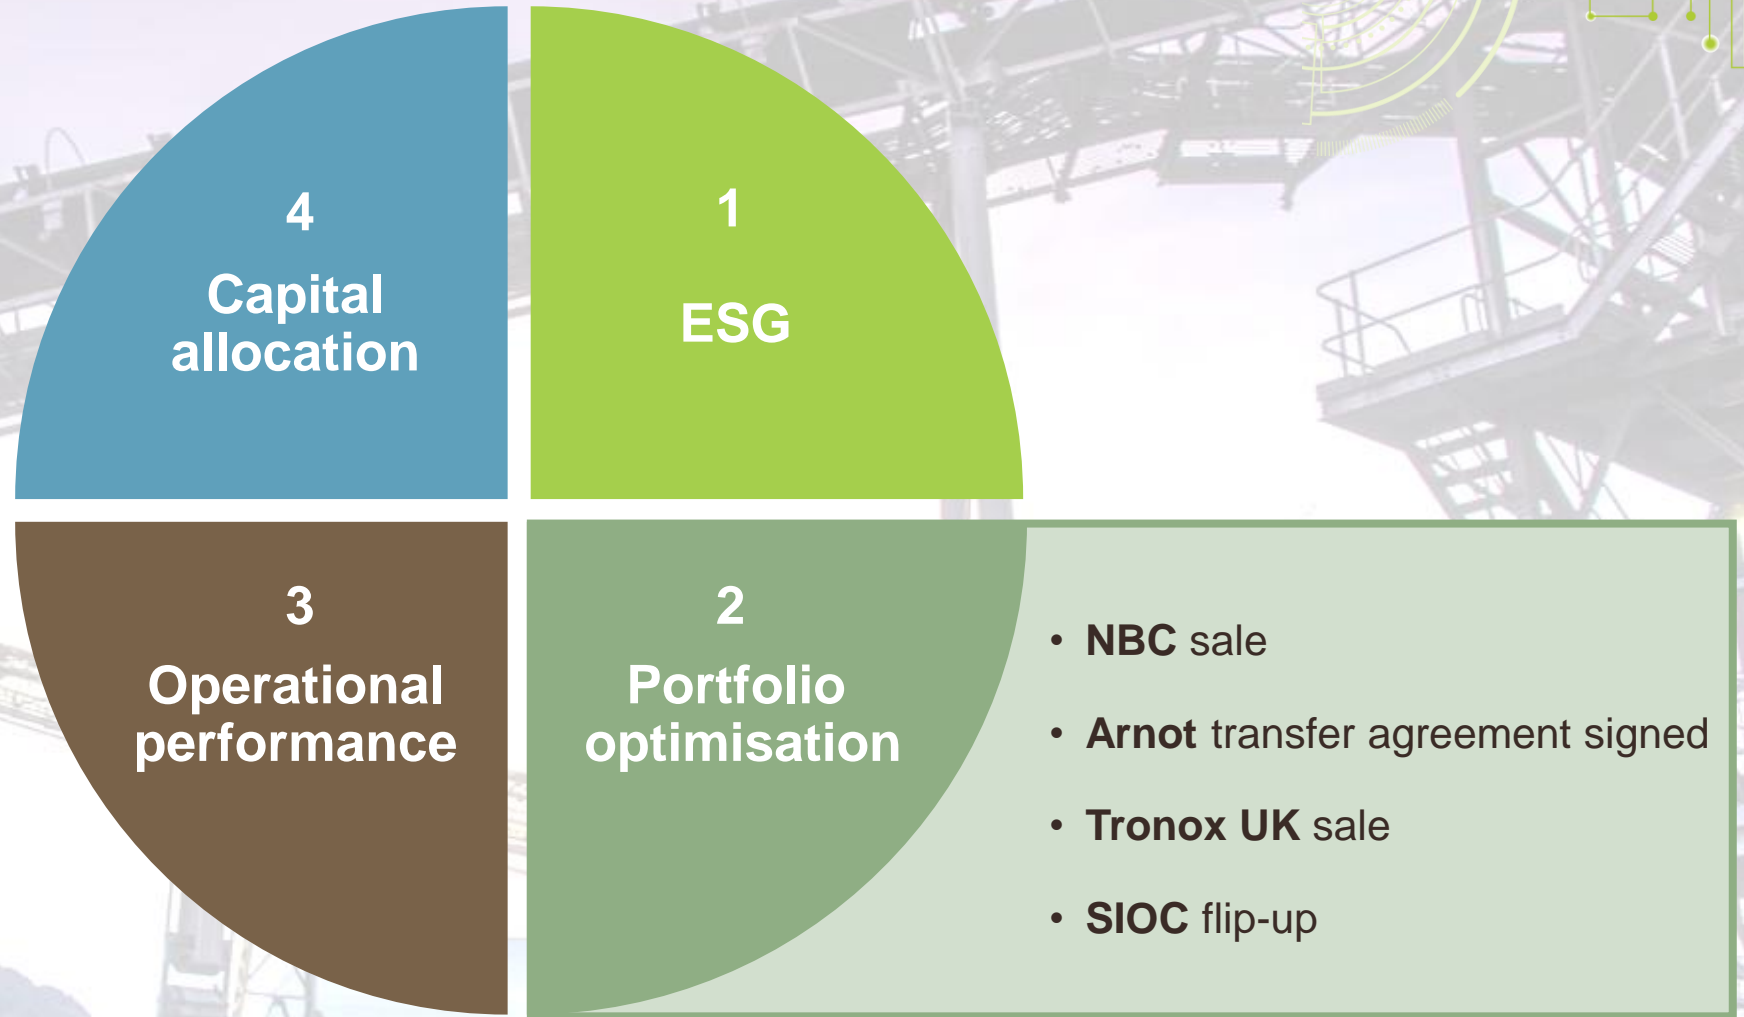 4
Capital
allocation
1
ESG
3
Operational
performance
2
Portfolio
optimisation
• NBC sale
• Arnot transfer agreement signed
• Tronox UK sale
• SIOC flip-up